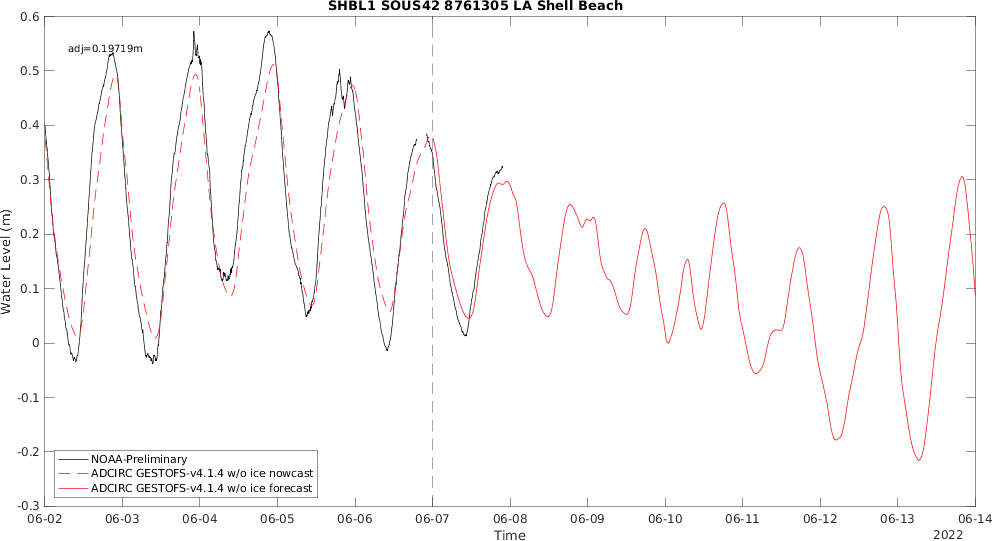 SHBL1 SOUS42 8761305 LA Shell Beach
0.6
0.5
0.4
0.3
0.2
0.1
0
-0.1
-0.2
-0.3
Water Level (m)
adj=0.19719m
NOAA-Preliminary
ADCIRC GESTOFS-v4.1.4 w/o ice nowcast
ADCIRC GESTOFS-v4.1.4 w/o ice forecast
06-02 06-03 06-04 06-05 06-06 06-07 06-08 06-09 06-10 06-11 06-12 06-13 06-14
Time
2022